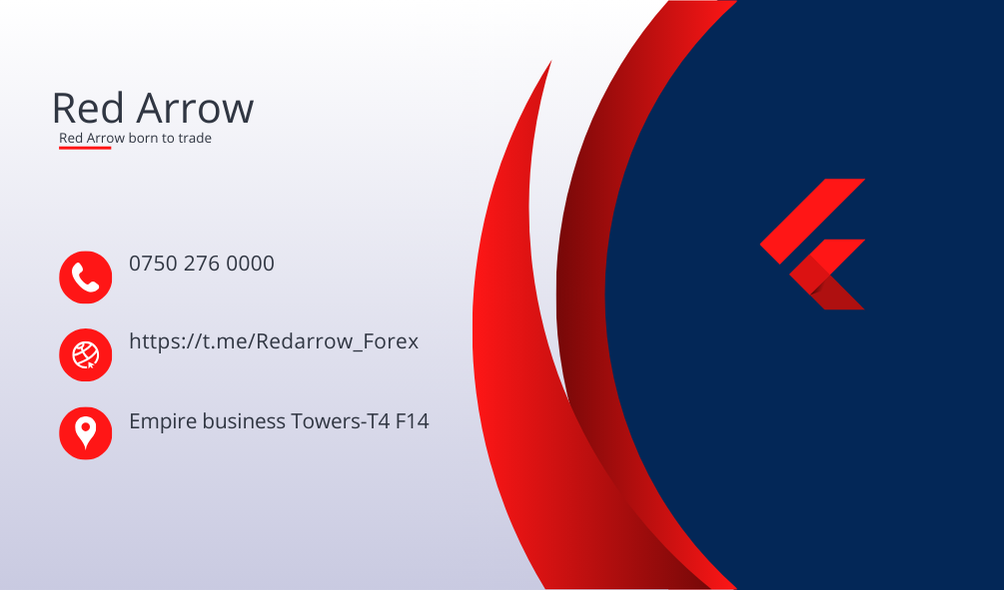 Red Arrow
Red Arrow born to trade
0750 276 0000
https://t.me/Redarrow_Forex
Empire business Towers-T4 F14